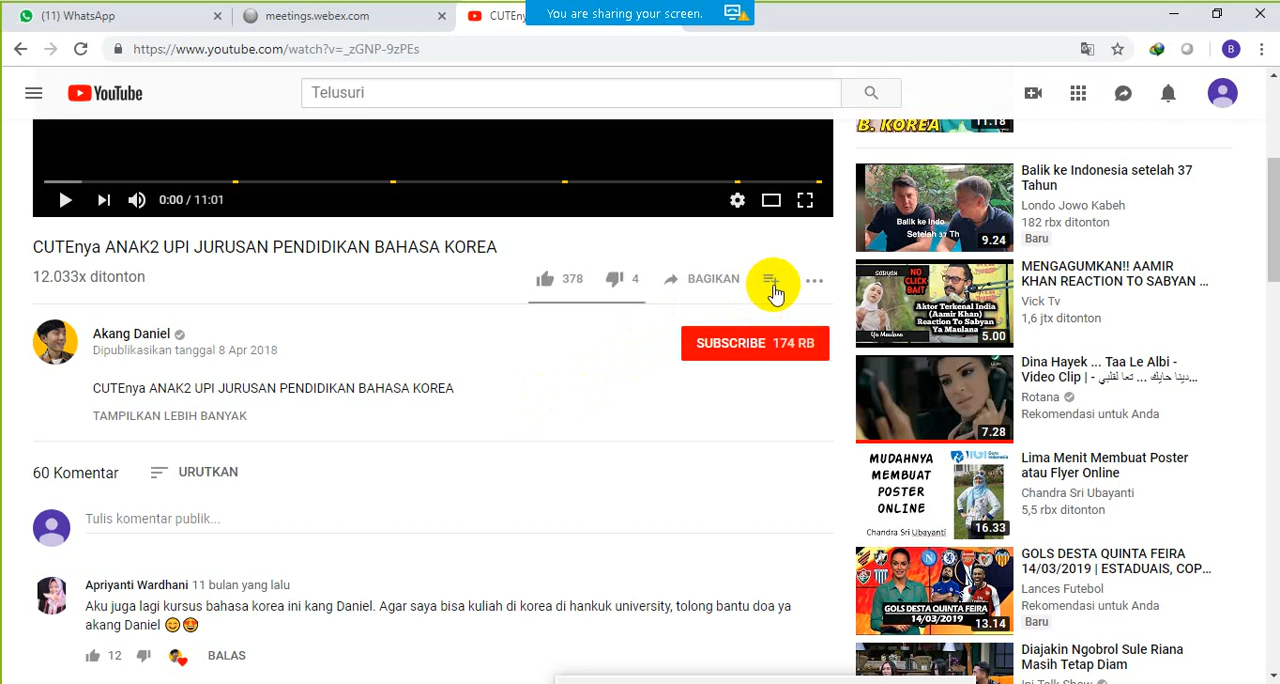 (11) WhatsApp
meetings.webex.com
CUTEny
You are sharing your screen.
https://www.youtube.com/watch?v=_zGNP-9zPEs
B
YouTube
Telusuri
0:00 / 11:01
CUTEnya ANAK2 UPI JURUSAN PENDIDIKAN BAHASA KOREA
12.033x ditonton
378
4
BAGIKAN
Akang Daniel
Dipublikasikan tanggal 8 Apr 2018
SUBSCRIBE 174 RB
CUTEnya ANAK2 UPI JURUSAN PENDIDIKAN BAHASA KOREA
TAMPILKAN LEBIH BANYAK
60 Komentar
URUTKAN
Tulis komentar publik...
Apriyanti Wardhani 11 bulan yang lalu
Aku juga lagi kursus bahasa korea ini kang Daniel. Agar saya bisa kuliah di korea di hankuk university, tolong bantu doa ya
akang Daniel 😊🤩
12
BALAS
B. KOREA
11.18
Balik ke Indo
Setelah 37 Th
9.24
Balik ke Indonesia setelah 37
Tahun
Londo Jowo Kabeh
182 rbx ditonton
Baru
SABYAN
NO
CLICK
BAIT
Aktor Terkenal India
(Aamir Khan)
Reaction To Sabyan
Ya Maulana
5.00
MENGAGUMKAN!! AAMIR
KHAN REACTION TO SABYAN ...
Vick Tv
1,6 jtx ditonton
7.28
Dina Hayek ... Taa Le Albi -
Video Clip | دينا حايك ... تعا لقلبي -...
Rotana
Rekomendasi untuk Anda
MUDAHNYA
MEMBUAT
POSTER
ONLINE
Chandra Sri Ubayanti
16.33
Lima Menit Membuat Poster
atau Flyer Online
Chandra Sri Ubayanti
5,5 rbx ditonton
GOLS DESTA QUINTA FEIRA
14/03/2019
13.14
GOLS DESTA QUINTA FEIRA
14/03/2019 | ESTADUAIS, COP...
Lances Futebol
Rekomendasi untuk Anda
Baru
Diajakin Ngobrol Sule Riana
Masih Tetap Diam
Ini Talk Show